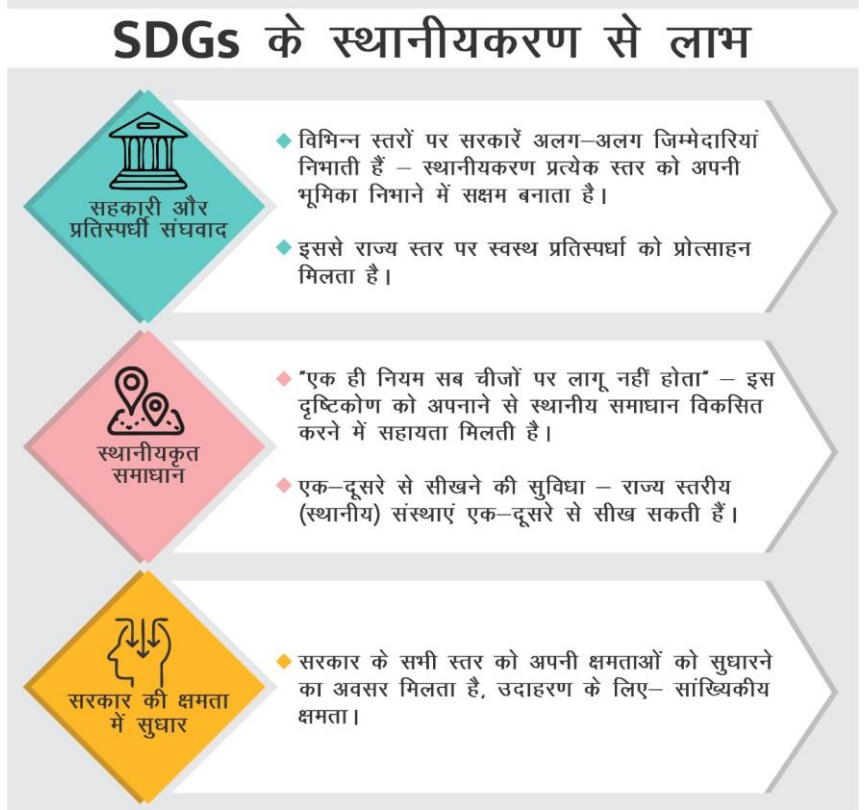 SDGs के स्थानीयकरण से लाभ
सहकारी और
प्रतिस्पर्धी संघवाद
◆ विभिन्न स्तरों पर सरकारें अलग–अलग जिम्मेदारियां
निभाती हैं – स्थानीयकरण प्रत्येक स्तर को अपनी
भूमिका निभाने में सक्षम बनाता है।
◆ इससे राज्य स्तर पर स्वस्थ प्रतिस्पर्धा को प्रोत्साहन
मिलता है।
स्थानीयकृत
समाधान
◆ "एक ही नियम सब चीजों पर लागू नहीं होता" – इस
दृष्टिकोण को अपनाने से स्थानीय समाधान विकसित
करने में सहायता मिलती है।
◆ एक–दूसरे से सीखने की सुविधा – राज्य स्तरीय
(स्थानीय) संस्थाएं एक–दूसरे से सीख सकती हैं।
सरकार की क्षमता
में सुधार
◆ सरकार के सभी स्तर को अपनी क्षमताओं को सुधारने
का अवसर मिलता है, उदाहरण के लिए– सांख्यिकीय
क्षमता।